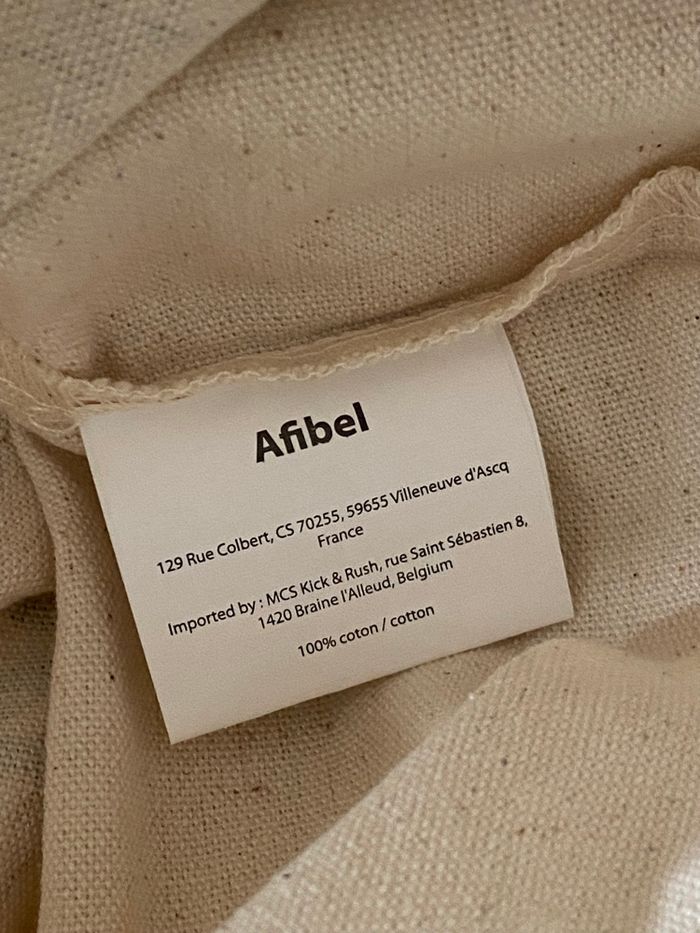 Afibel
129 Rue Colbert, CS 70255, 59655 Villeneuve d'Ascq
France
Imported by : MCS Kick & Rush, rue Saint Sébastien 8,
1420 Braine l'Alleud, Belgium
100% coton / cotton